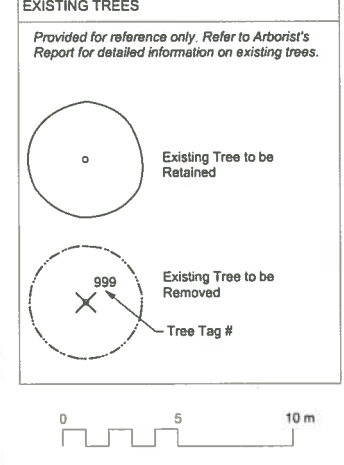 EXISTING TREES
Provided for reference only. Refer to Arborist's
Report for detailed information on existing trees.
Existing Tree to be
Retained
999
Existing Tree to be
Removed
Tree Tag #
0 5 10 m